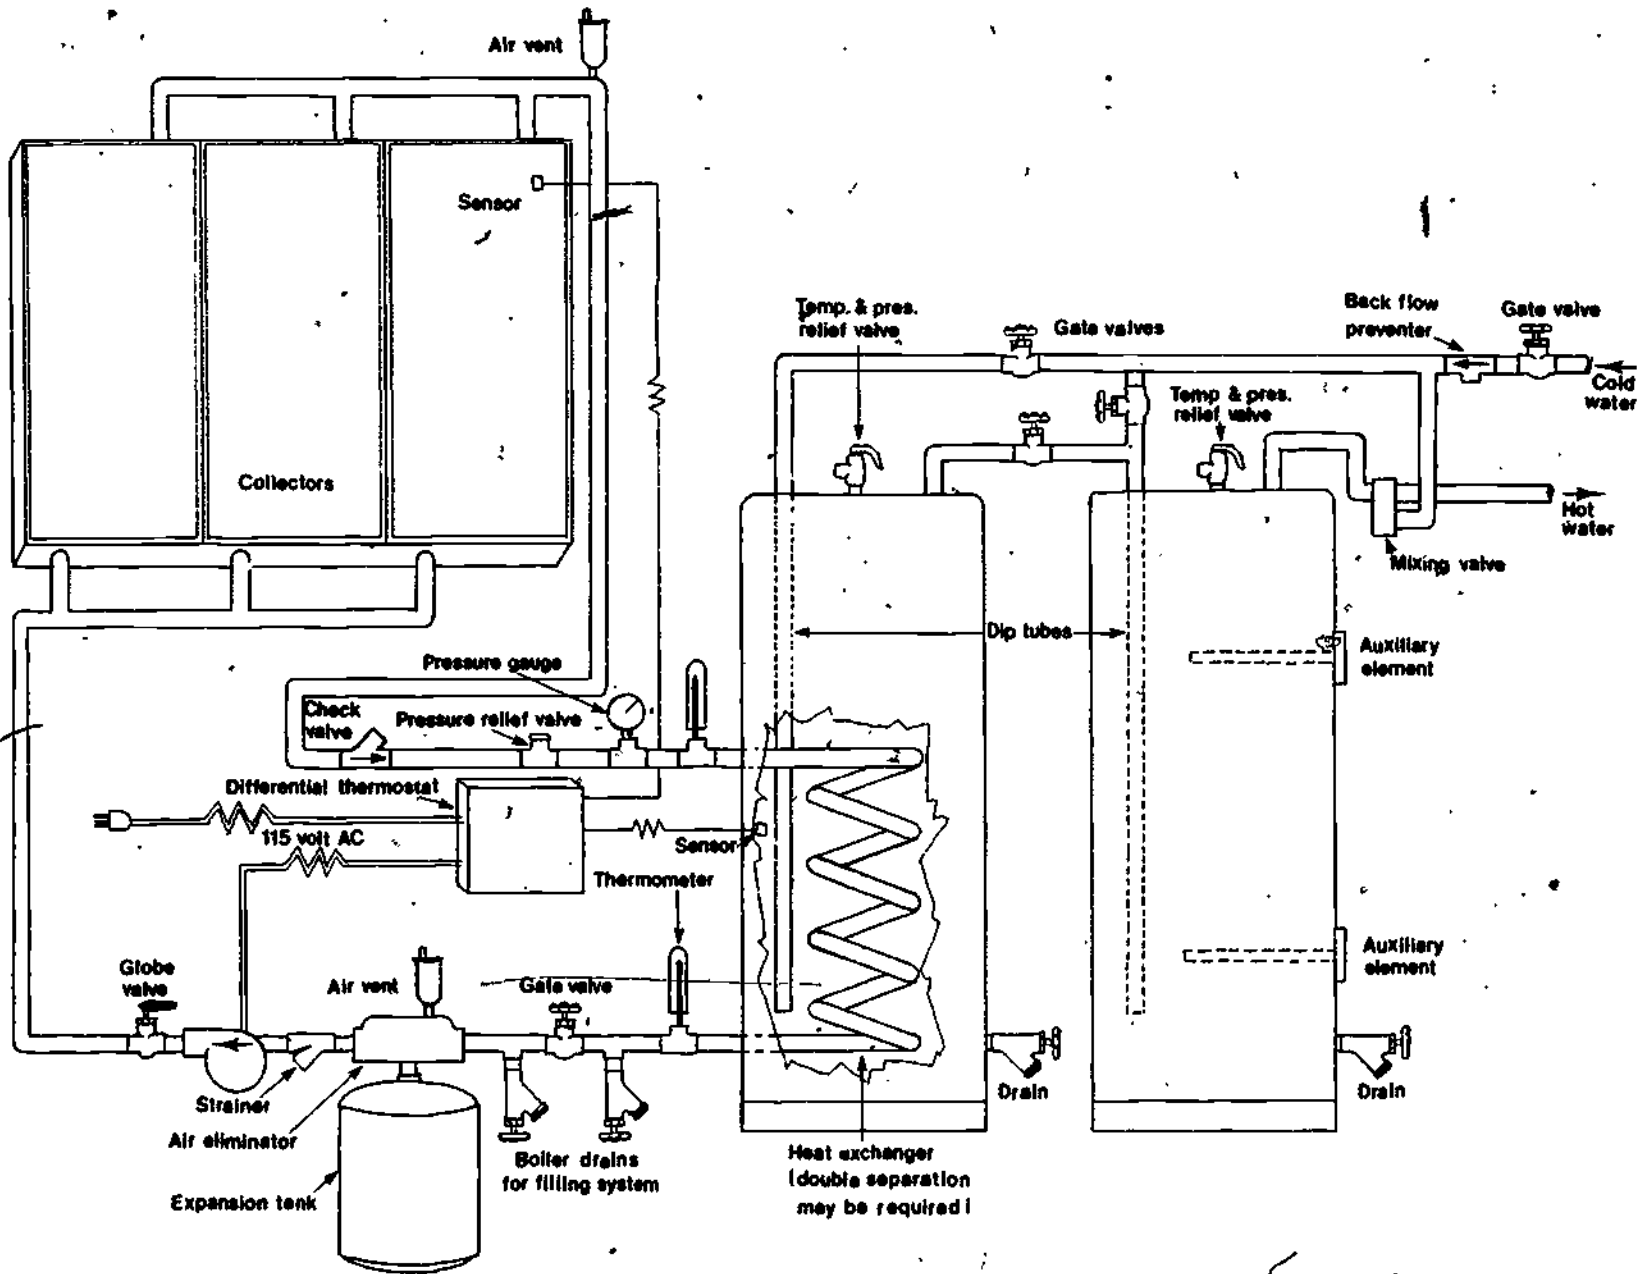 Air vent
Sensor
Collectors
Temp. & pres.
relief valve
Gate valves
Back flow
preventer
Gate valve
Cold
water
Temp & pres.
relief valve
Hot
water
Mixing valve
Dip tubes
Auxiliary
element
Pressure gauge
Check
valve
Pressure relief valve
Differential thermostat
115 volt AC
Sensor
Thermometer
Auxiliary
element
Globe
valve
Air vent
Gate valve
Strainer
Air eliminator
Expansion tank
Boiler drains
for filling system
Drain
Drain
Heat exchanger
(double separation
may be required)